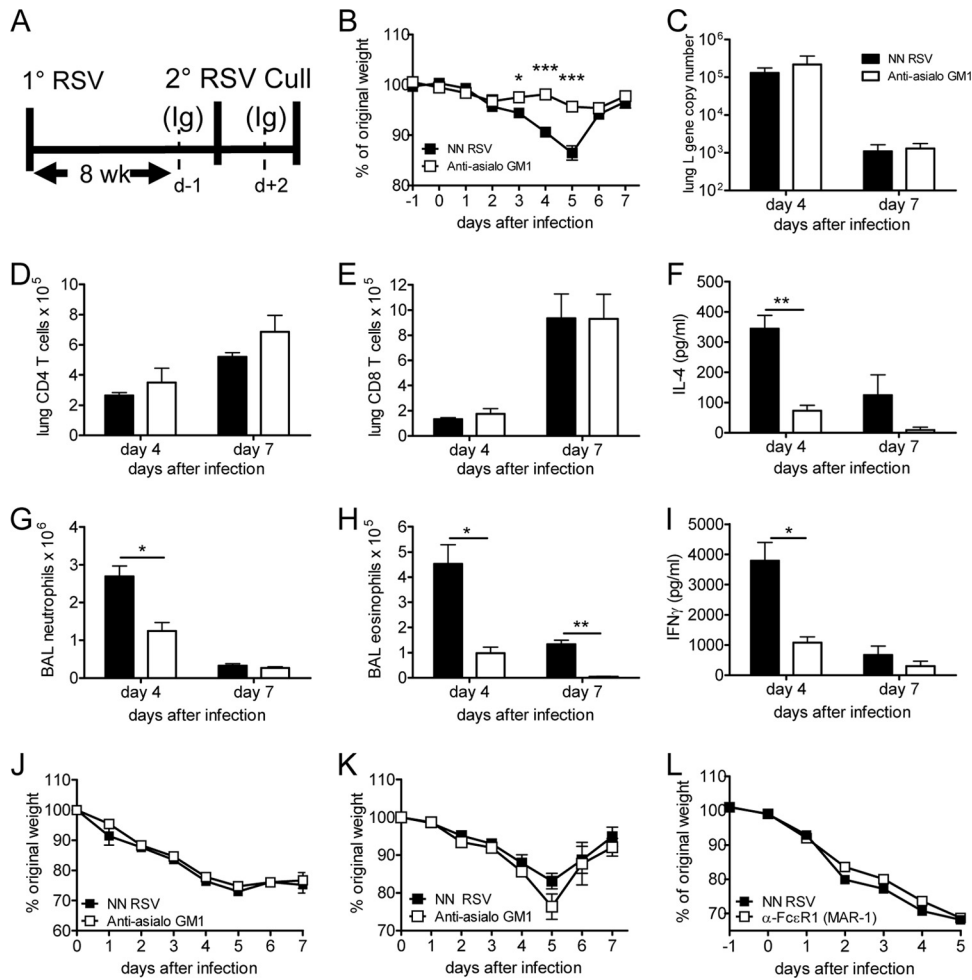 A
1° RSV
2° RSV Cull
(Ig)
(Ig)
8 wk
d-1
d+2
B
% of original weight
110
100
90
80
*
***
***
NN RSV
Anti-asialo GM1
-1 0 1 2 3 4 5 6 7
days after infection
C
lung L gene copy number
10^6
10^5
10^4
10^3
10^2
NN RSV
Anti-asialo GM1
day 4 day 7
days after infection
D
lung CD4 T cells x 10^5
10
8
6
4
2
0
day 4 day 7
days after infection
E
lung CD8 T cells x 10^5
12
10
8
6
4
2
0
day 4 day 7
days after infection
F
IL-4 (pg/ml)
500
400
300
200
100
0
**
day 4 day 7
days after infection
G
BAL neutrophils x 10^6
4
3
2
1
0
*
day 4 day 7
days after infection
H
BAL eosinophils x 10^5
6
5
4
3
2
1
0
*
**
day 4 day 7
days after infection
I
IFNγ (pg/ml)
5000
4000
3000
2000
1000
0
*
day 4 day 7
days after infection
J
% original weight
110
100
90
80
70
60
NN RSV
Anti-asialo GM1
0 1 2 3 4 5 6 7
days after infection
K
% original weight
110
100
90
80
70
NN RSV
Anti-asialo GM1
0 1 2 3 4 5 6 7
days after infection
L
% of original weight
110
100
90
80
70
NN RSV
α-FcεR1 (MAR-1)
-1 0 1 2 3 4 5
days after infection